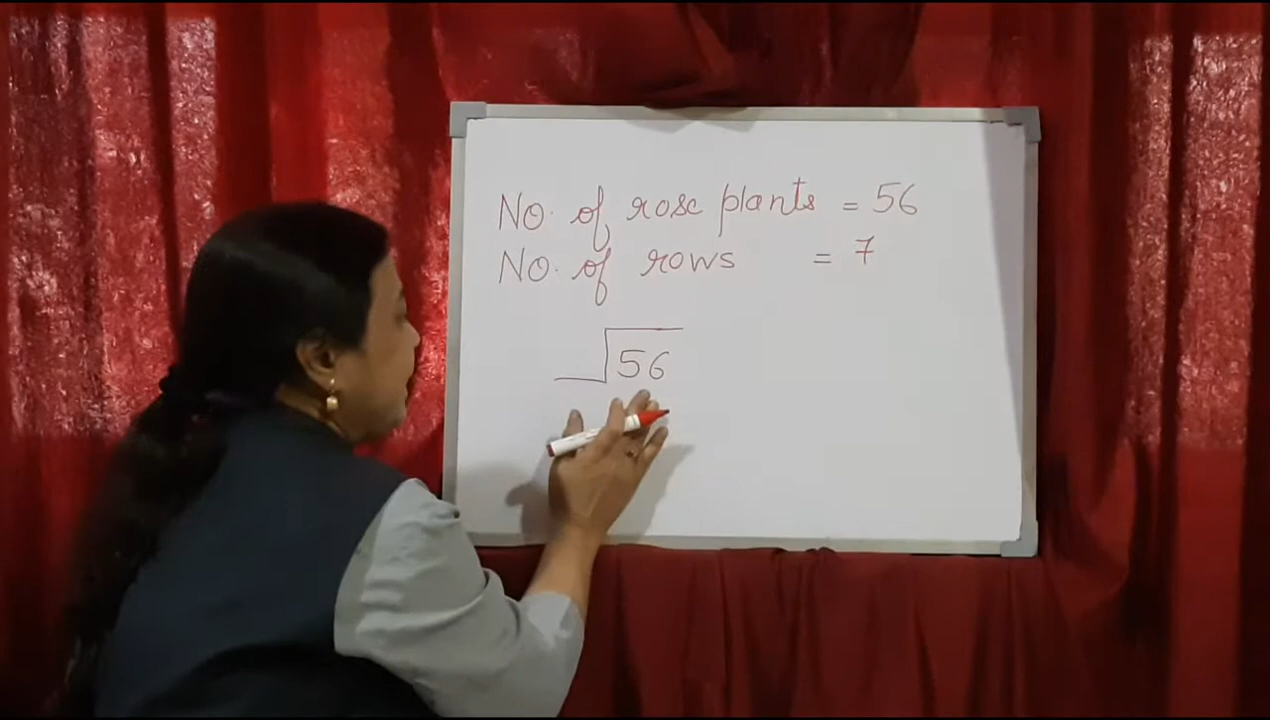 No. of rose plants = 56
No. of rows = 7
56